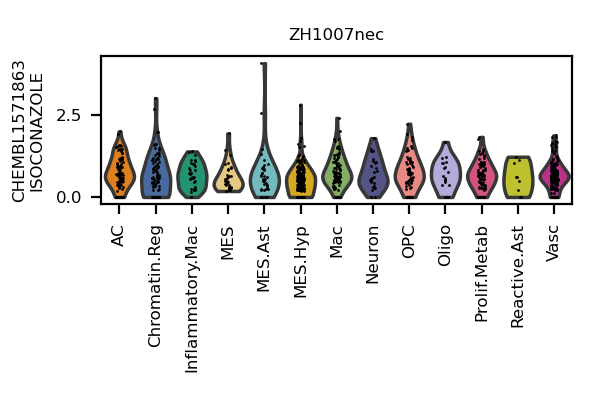 ZH1007nec
CHEMBL1571863
ISOCONAZOLE
2.5
0.0
AC
Chromatin.Reg
Inflammatory.Mac
MES
MES.Ast
MES.Hyp
Mac
Neuron
OPC
Oligo
Prolif.Metab
Reactive.Ast
Vasc